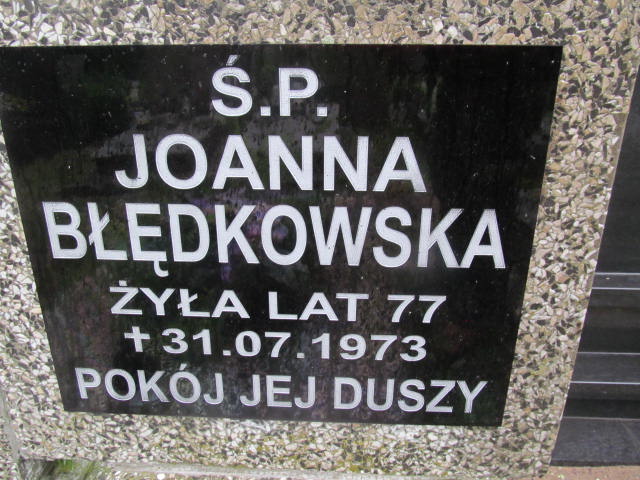 Ś.P.
JOANNA
BŁĘDKOWSKA
ŻYŁA LAT 77
✝ 31.07.1973
POKÓJ JEJ DUSZY